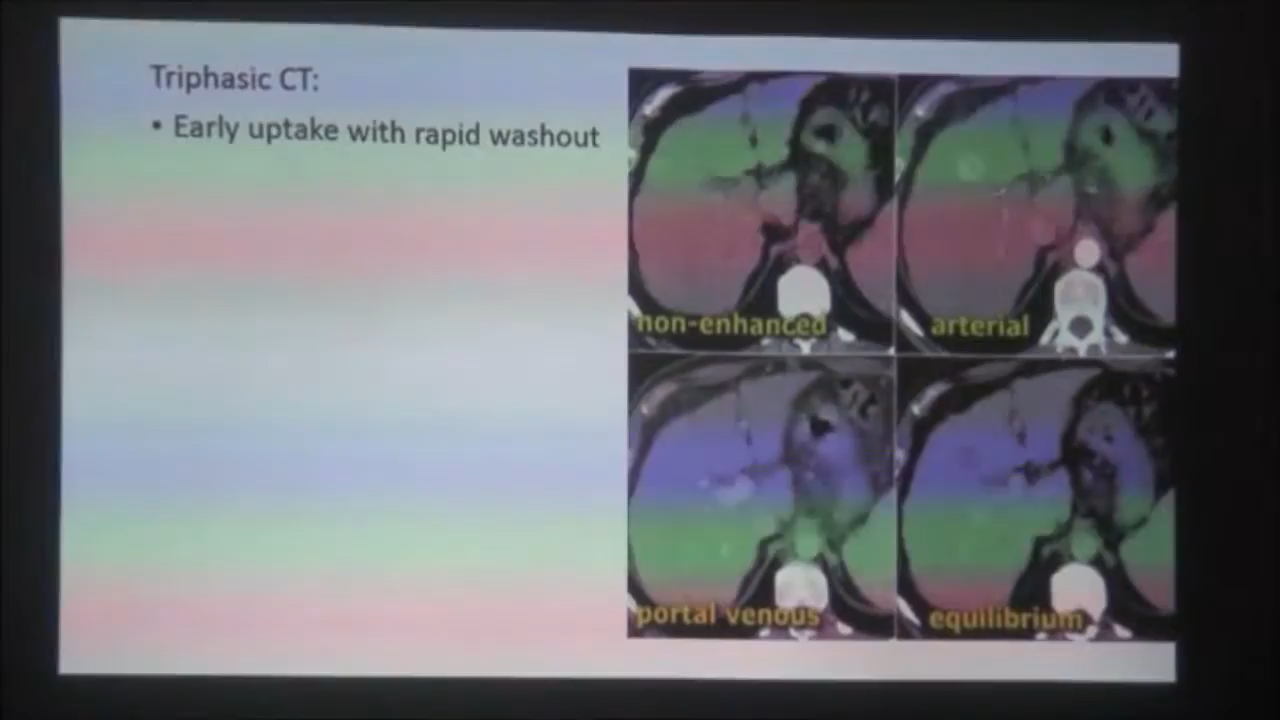 Triphasic CT:
• Early uptake with rapid washout
non-enhanced
arterial
portal venous
equilibrium